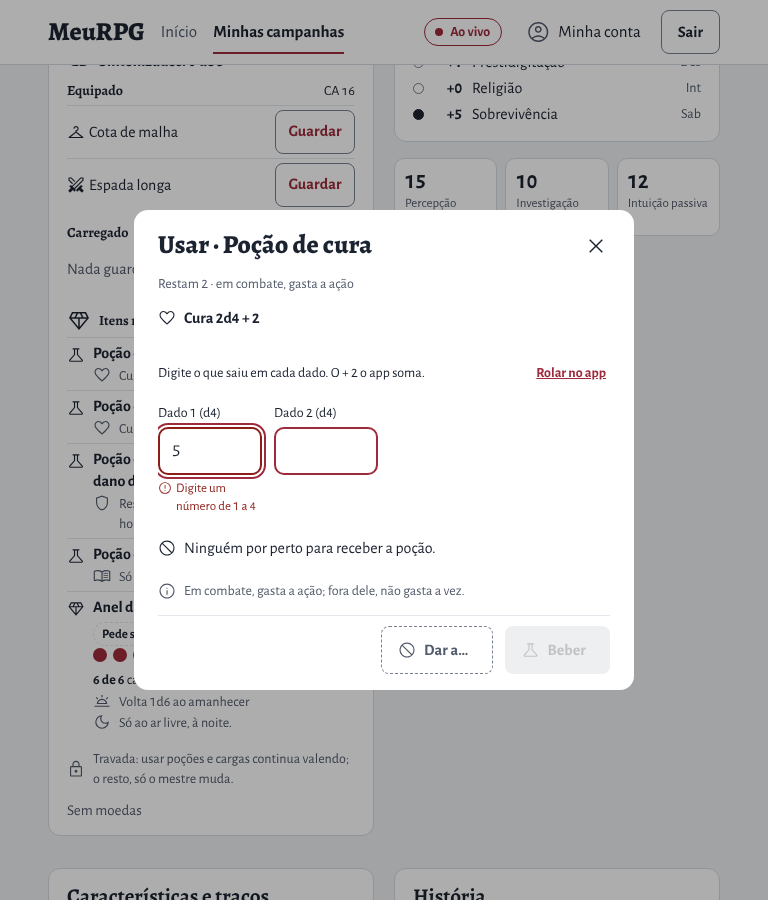 MeuRPG Início Minhas campanhas Ao vivo Minha conta Sair
Equipado CA 16
Cota de malha Guardar
Espada longa Guardar
Carregado
Nada
Itens
Poção
Poção
Poção
dano
Poção
Só
Anel
Pede
6 de 6
Volta 1d6 ao amanhecer
Só ao ar livre, à noite.
Travada: usar poções e cargas continua valendo;
o resto, só o mestre muda.
Sem moedas
+0 Religião Int
+5 Sobrevivência Sab
15 10 12
Percepção Investigação Intuição passiva
Usar · Poção de cura
Restam 2 · em combate, gasta a ação
Cura 2d4 + 2
Digite o que saiu em cada dado. O + 2 o app soma. Rolar no app
Dado 1 (d4) Dado 2 (d4)
5
Digite um
número de 1 a 4
Ninguém por perto para receber a poção.
Em combate, gasta a ação; fora dele, não gasta a vez.
Dar a... Beber
Características e traços
História